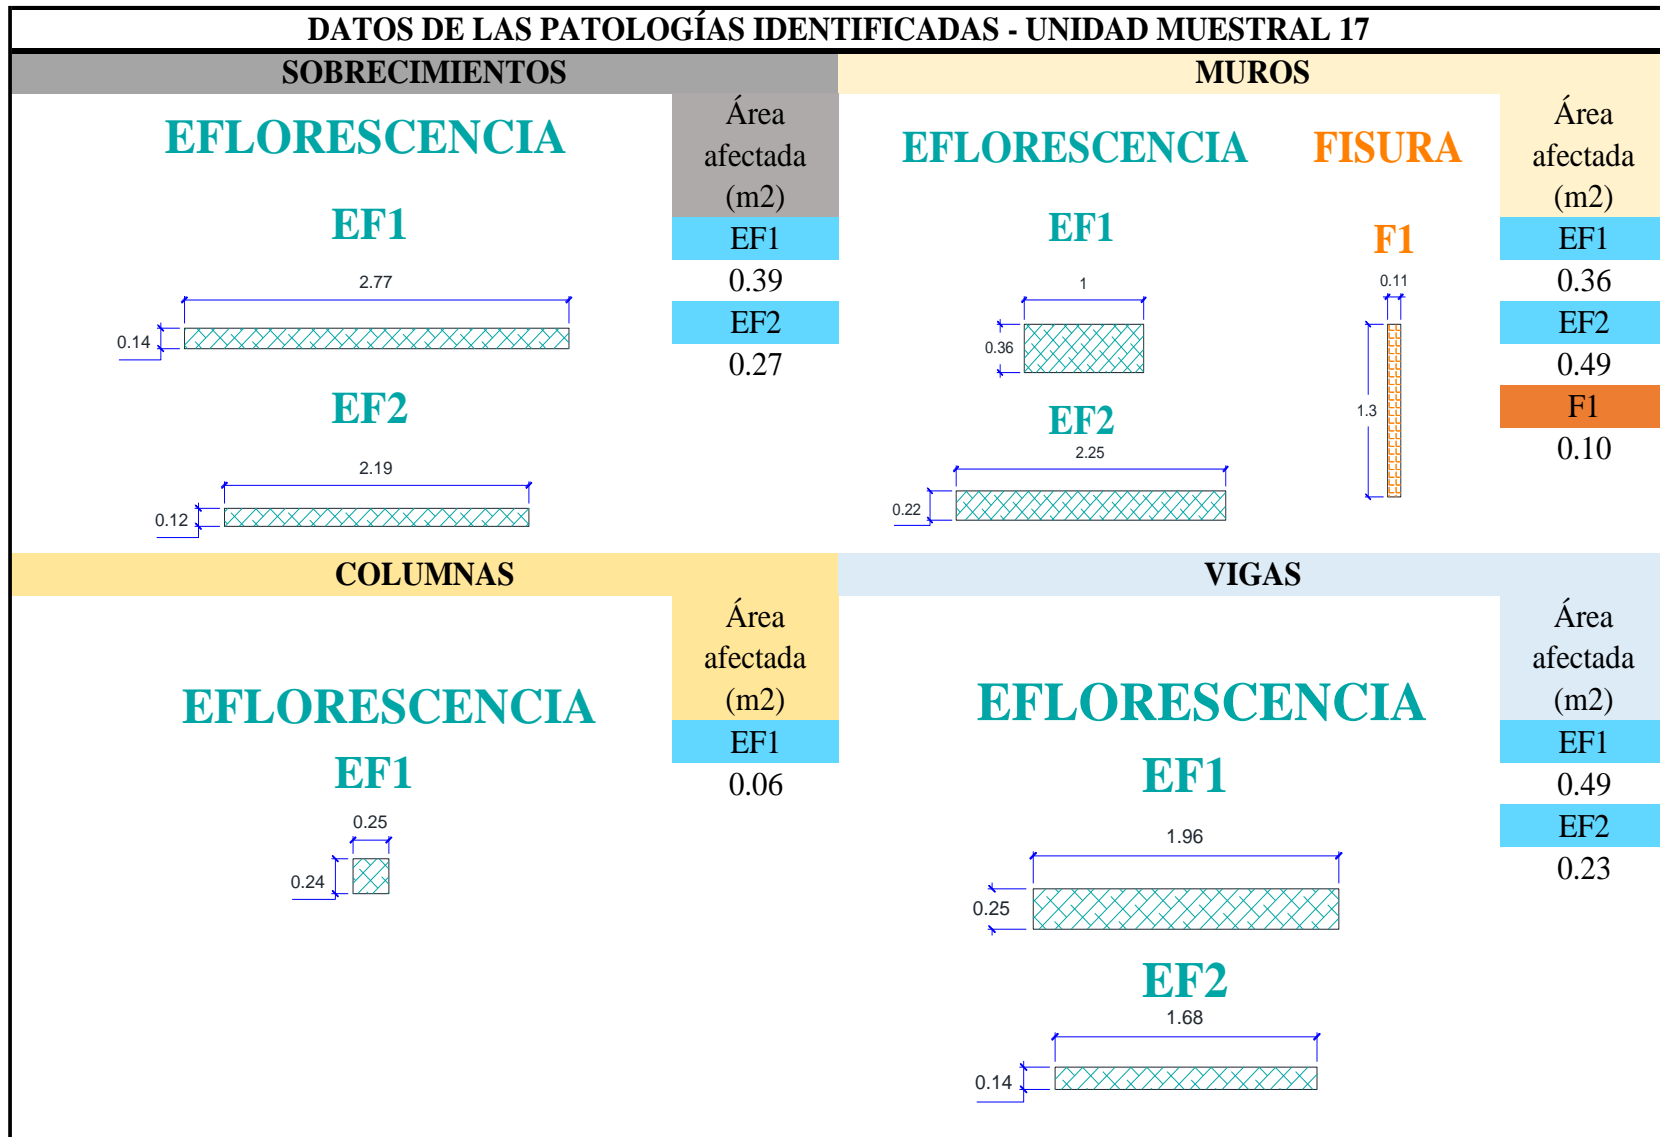 DATOS DE LAS PATOLOGÍAS IDENTIFICADAS - UNIDAD MUESTRAL 17
SOBRECIMIENTOS
EFLORESCENCIA
Área
afectada
(m2)
EF1
EF1
0.39
2.77
0.14
EF2
0.27
EF2
2.19
0.12
MUROS
EFLORESCENCIA
FISURA
Área
afectada
(m2)
EF1
F1
EF1
0.36
1
0.11
0.36
EF2
0.49
EF2
1.3
F1
0.10
2.25
0.22
COLUMNAS
Área
afectada
(m2)
EFLORESCENCIA
EF1
EF1
0.06
0.25
0.24
VIGAS
Área
afectada
(m2)
EFLORESCENCIA
EF1
EF1
0.49
EF2
0.23
1.96
0.25
EF2
1.68
0.14